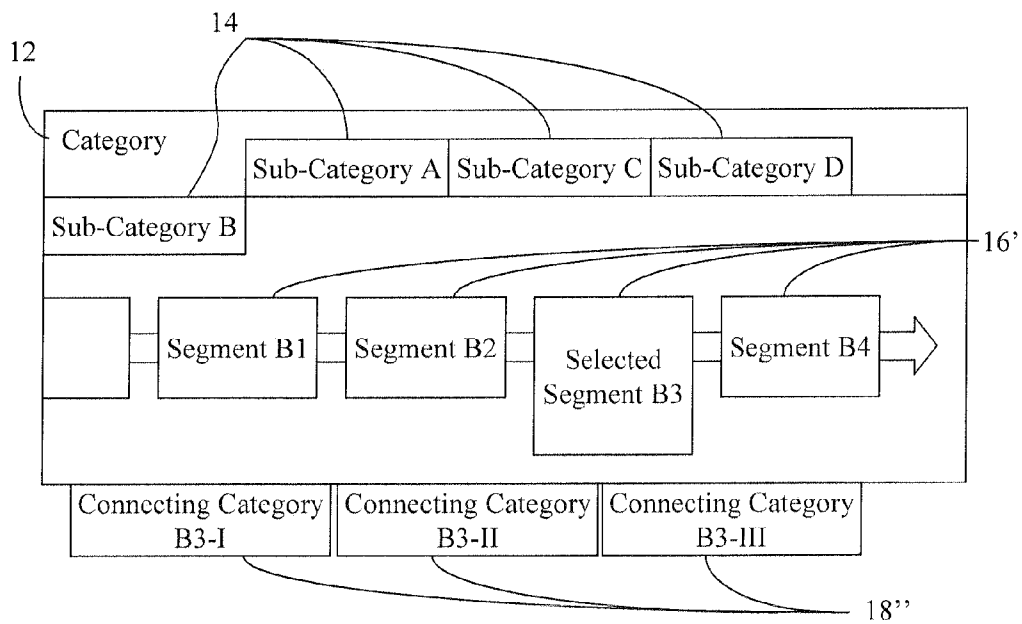 14
12
Category
Sub-Category A
Sub-Category C
Sub-Category D
Sub-Category B
16’
Segment B1
Segment B2
Selected
Segment B3
Segment B4
Connecting Category
B3-I
Connecting Category
B3-II
Connecting Category
B3-III
18’’